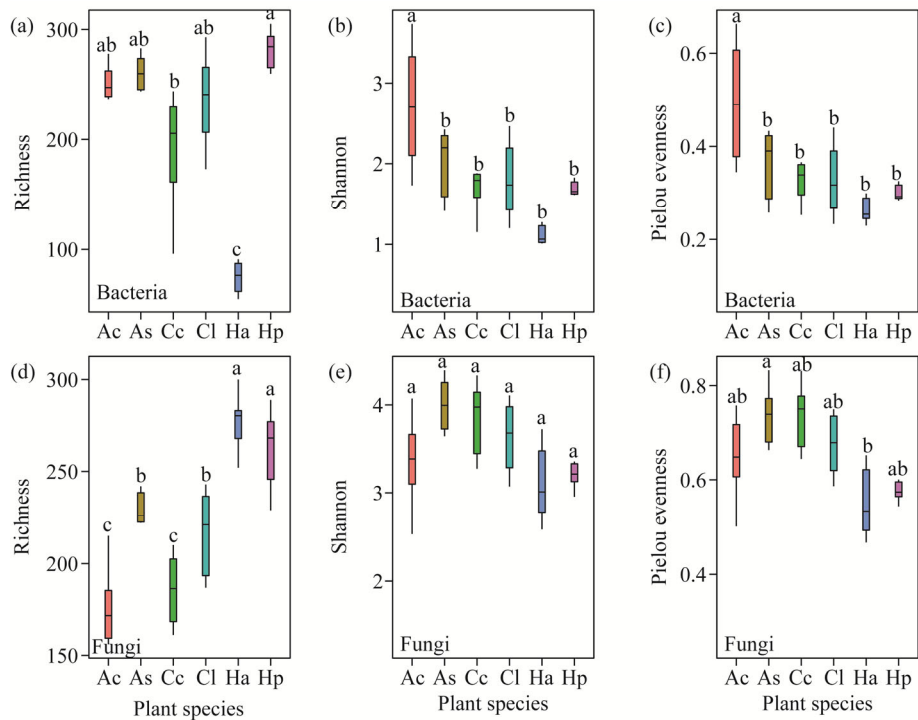 (a)
Richness
300
200
100
ab
ab
b
ab
c
a
Bacteria
Ac As Cc Cl Ha Hp
(b)
Shannon
3
2
1
a
b
b
b
b
b
Bacteria
Ac As Cc Cl Ha Hp
(c)
Pielou evenness
0.6
0.4
0.2
a
b
b
b
b
b
Bacteria
Ac As Cc Cl Ha Hp
(d)
Richness
300
250
200
150
c
b
c
b
a
a
Fungi
Ac As Cc Cl Ha Hp
Plant species
(e)
Shannon
4
3
2
a
a
a
a
a
a
Fungi
Ac As Cc Cl Ha Hp
Plant species
(f)
Pielou evenness
0.8
0.6
0.4
ab
a
ab
ab
b
ab
Fungi
Ac As Cc Cl Ha Hp
Plant species